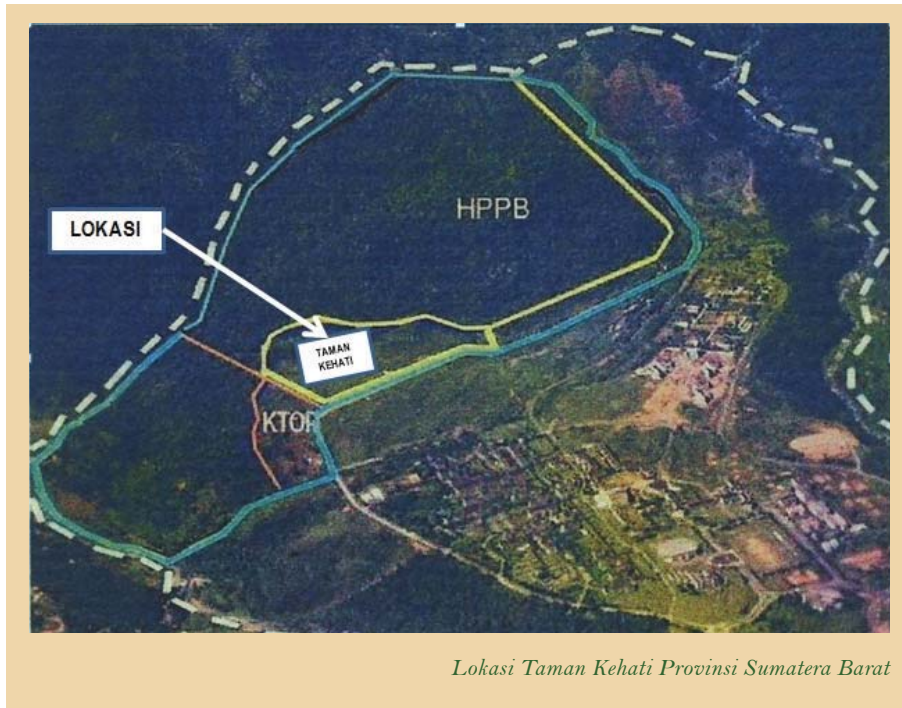 HPPB
LOKASI
TAMAN
KEHATI
KTOP
Lokasi Taman Kehati Provinsi Sumatera Barat